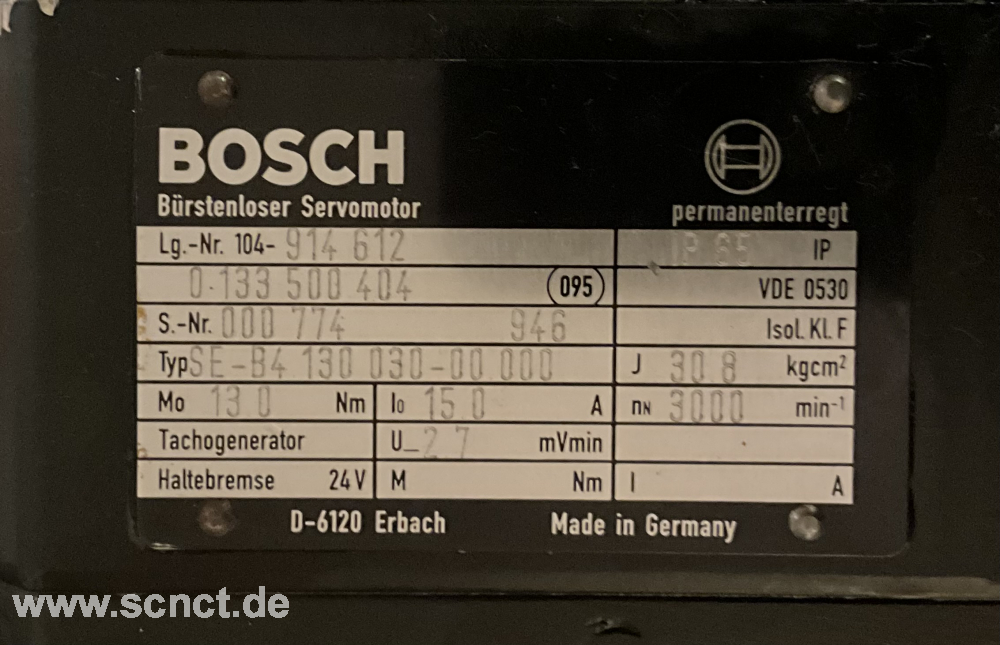 BOSCH
Bürstenloser Servomotor permanenterregt
Lg.-Nr. 104-914 612 IP 65 IP
0.133 500 404 095 VDE 0530
S.-Nr. 000 774 946 Isol. Kl. F
Typ SE-B4 130 030-00 000 J 30.8 kgcm²
Mo 13.0 Nm I0 15.0 A nN 3000 min-1
Tachogenerator U_ 2.7 mVmin
Haltebremse 24V M Nm I A
D-6120 Erbach Made in Germany
www.scnct.de